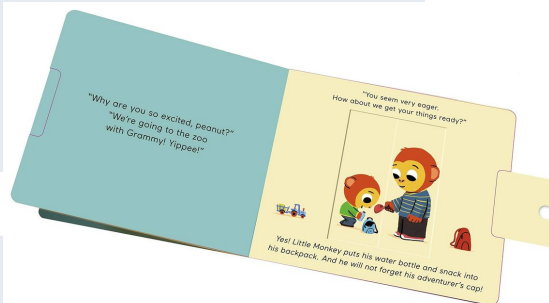 "Why are you so excited, peanut?"
"We're going to the zoo
with Grammy! Yippee!"
"You seem very eager.
How about we get your things ready?"
Yes! Little Monkey puts his water bottle and snack into
his backpack. And he will not forget his adventurer's cap!